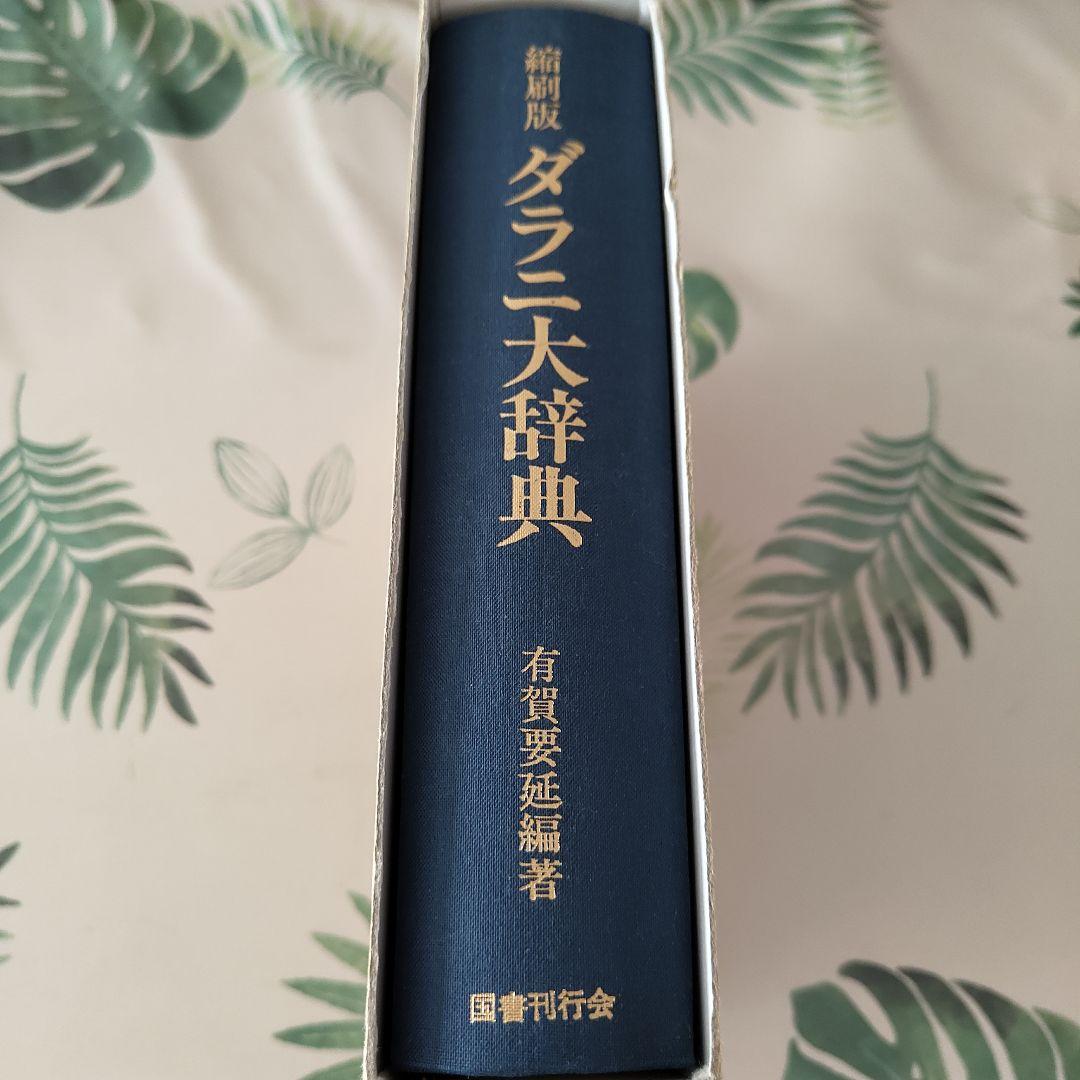 縮刷版 ダラニ大辞典
有賀要延編著
国書刊行会